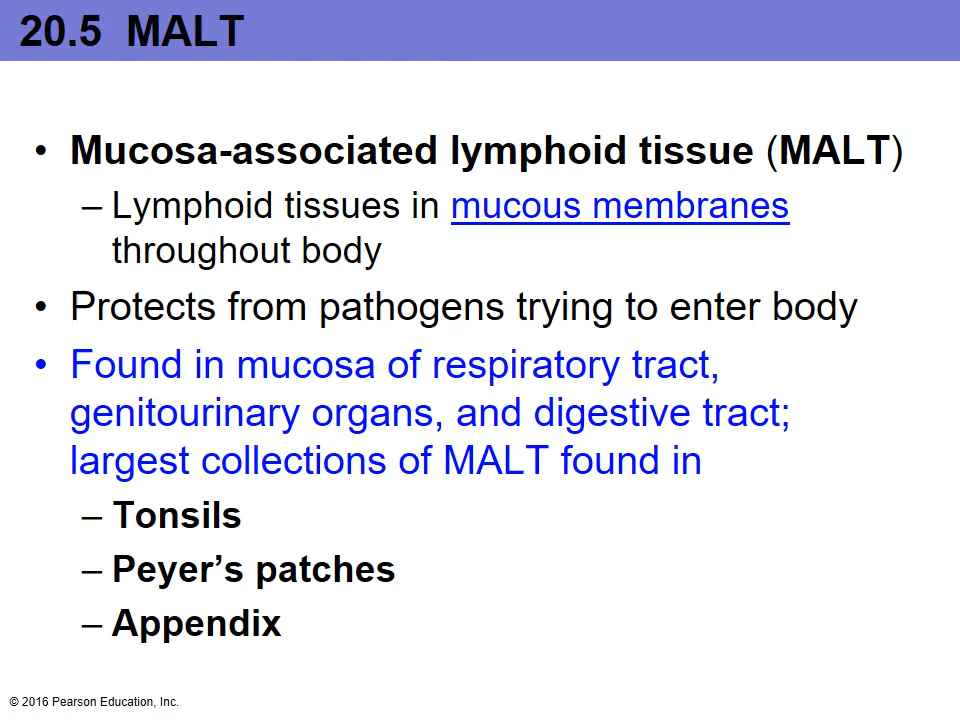 20.5 MALT
• Mucosa-associated lymphoid tissue (MALT)
– Lymphoid tissues in mucous membranes
throughout body
• Protects from pathogens trying to enter body
• Found in mucosa of respiratory tract,
genitourinary organs, and digestive tract;
largest collections of MALT found in
– Tonsils
– Peyer’s patches
– Appendix
© 2016 Pearson Education, Inc.